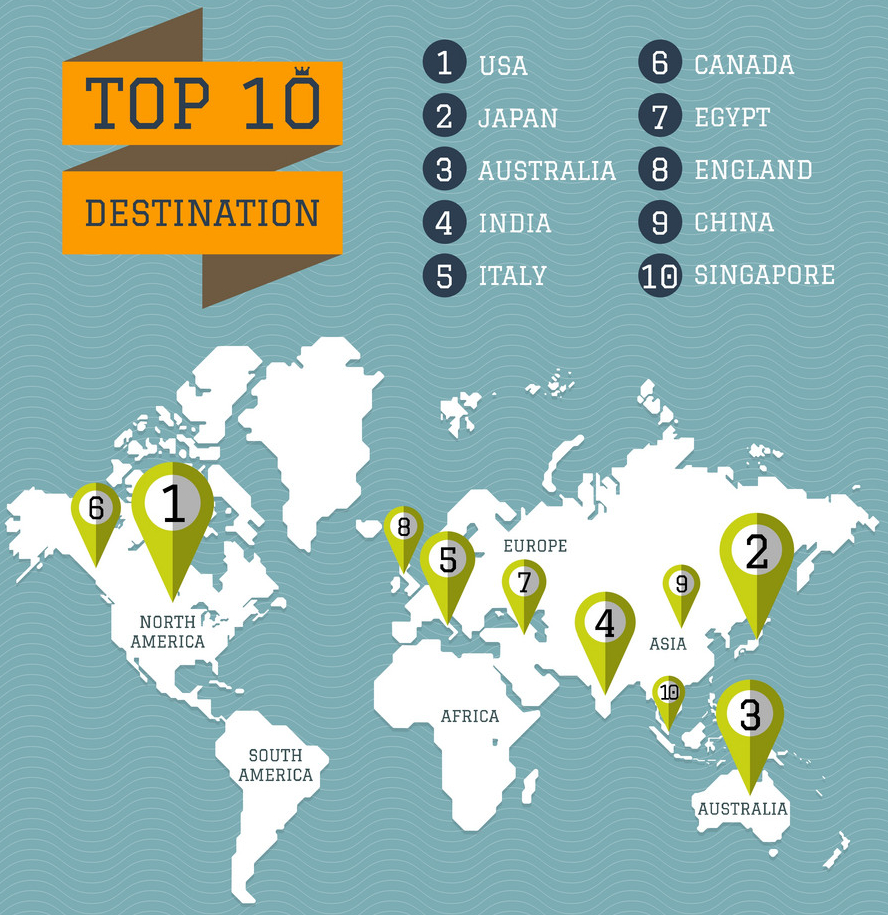 TOP 10
DESTINATION
1 USA
2 JAPAN
3 AUSTRALIA
4 INDIA
5 ITALY
6 CANADA
7 EGYPT
8 ENGLAND
9 CHINA
10 SINGAPORE
6
1
8
5
EUROPE
7
2
9
4
NORTH
AMERICA
ASIA
10
3
AFRICA
SOUTH
AMERICA
AUSTRALIA